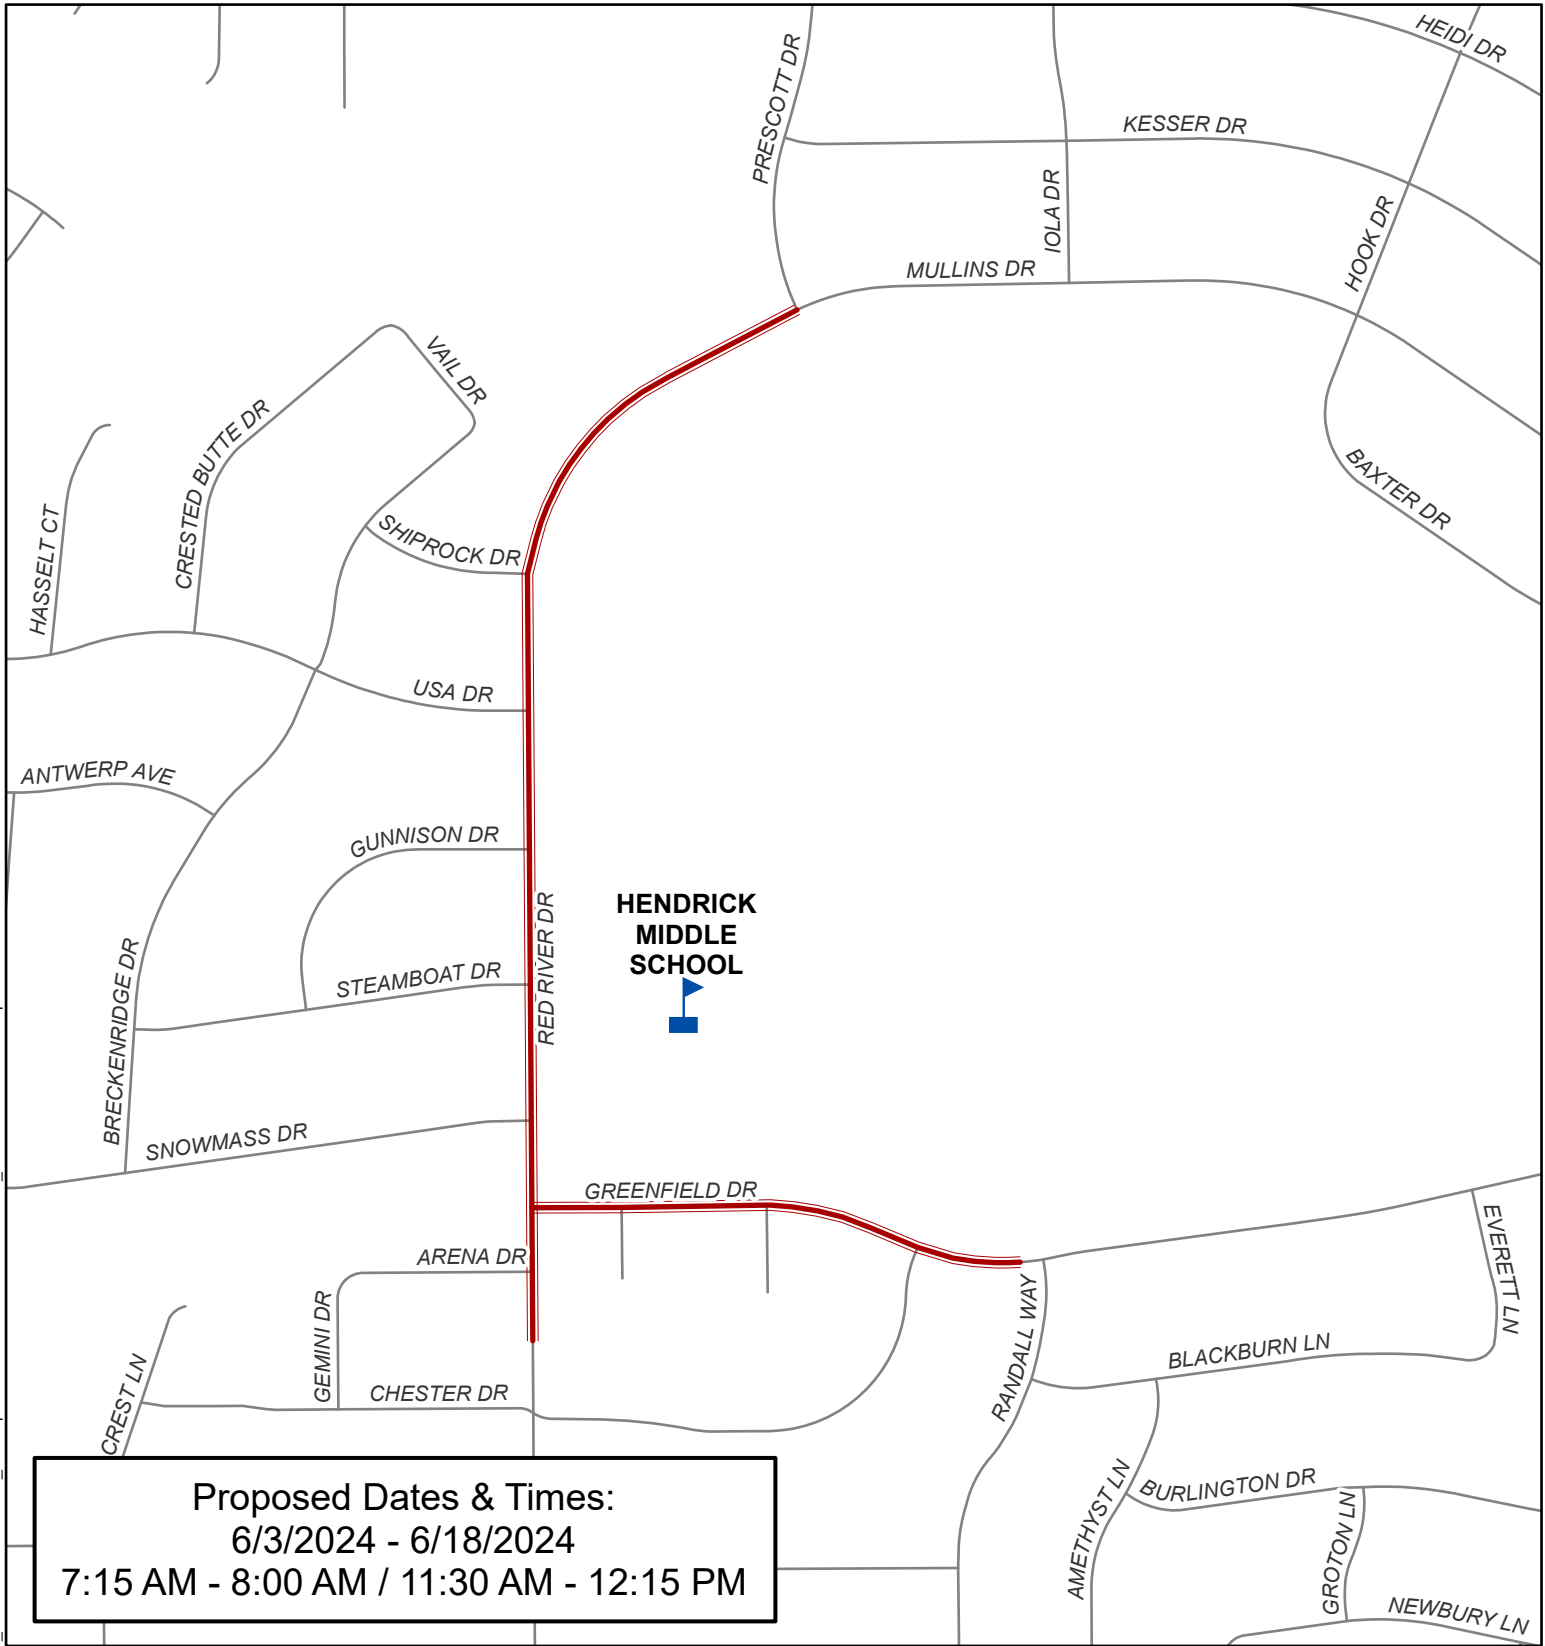 HEIDI DR
PRESCOTT DR
KESSER DR
IOLA DR
HOOK DR
MULLINS DR
VAIL DR
CRESTED BUTTE DR
BAXTER DR
HASSELT CT
SHIPROCK DR
USA DR
ANTWERP AVE
GUNNISON DR
RED RIVER DR
HENDRICK
MIDDLE
SCHOOL
BRECKENRIDGE DR
STEAMBOAT DR
SNOWMASS DR
GREENFIELD DR
EVERETT LN
ARENA DR
RANDALL WAY
GEMINI DR
BLACKBURN LN
CREST LN
CHESTER DR
AMETHYST LN
BURLINGTON DR
GROTON LN
NEWBURY LN
Proposed Dates & Times:
6/3/2024 - 6/18/2024
7:15 AM - 8:00 AM / 11:30 AM - 12:15 PM